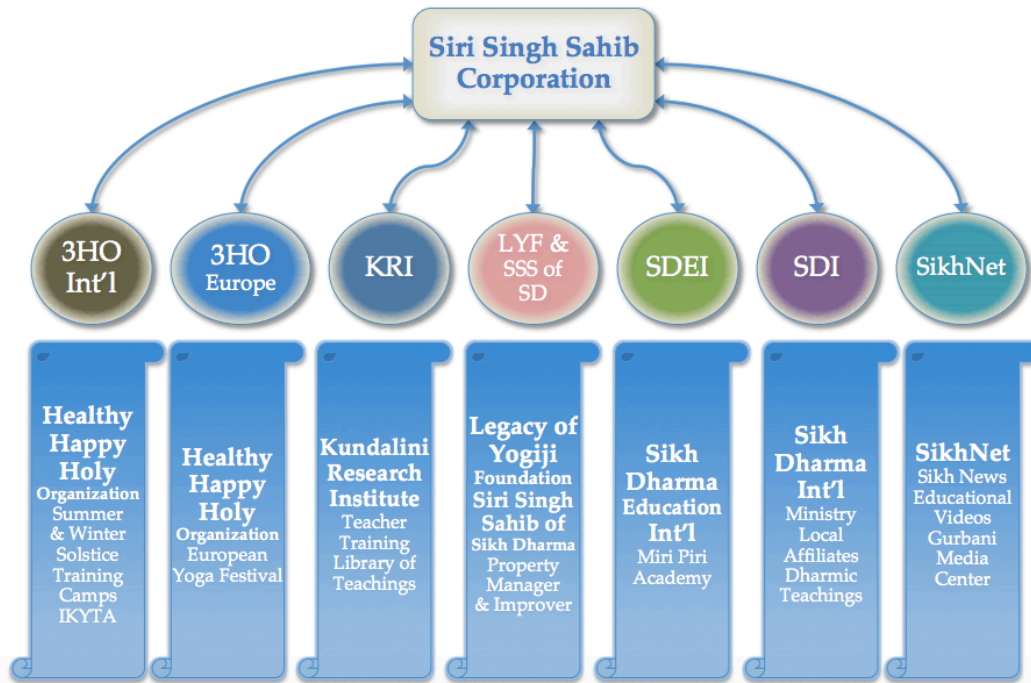 Siri Singh Sahib
Corporation
3HO
Int'l
3HO
Europe
KRI
LYF &
SSS of
SD
SDEI
SDI
SikhNet
Healthy
Happy
Holy
Organization
Summer
& Winter
Solstice
Training
Camps
IKYTA
Healthy
Happy
Holy
Organization
European
Yoga Festival
Kundalini
Research
Institute
Teacher
Training
Library of
Teachings
Legacy of
Yogiji
Foundation
Siri Singh
Sahib of
Sikh Dharma
Property
Manager
& Improver
Sikh
Dharma
Education
Int'l
Miri Piri
Academy
Sikh
Dharma
Int'l
Ministry
Local
Affiliates
Dharmic
Teachings
SikhNet
Sikh News
Educational
Videos
Gurbani
Media
Center